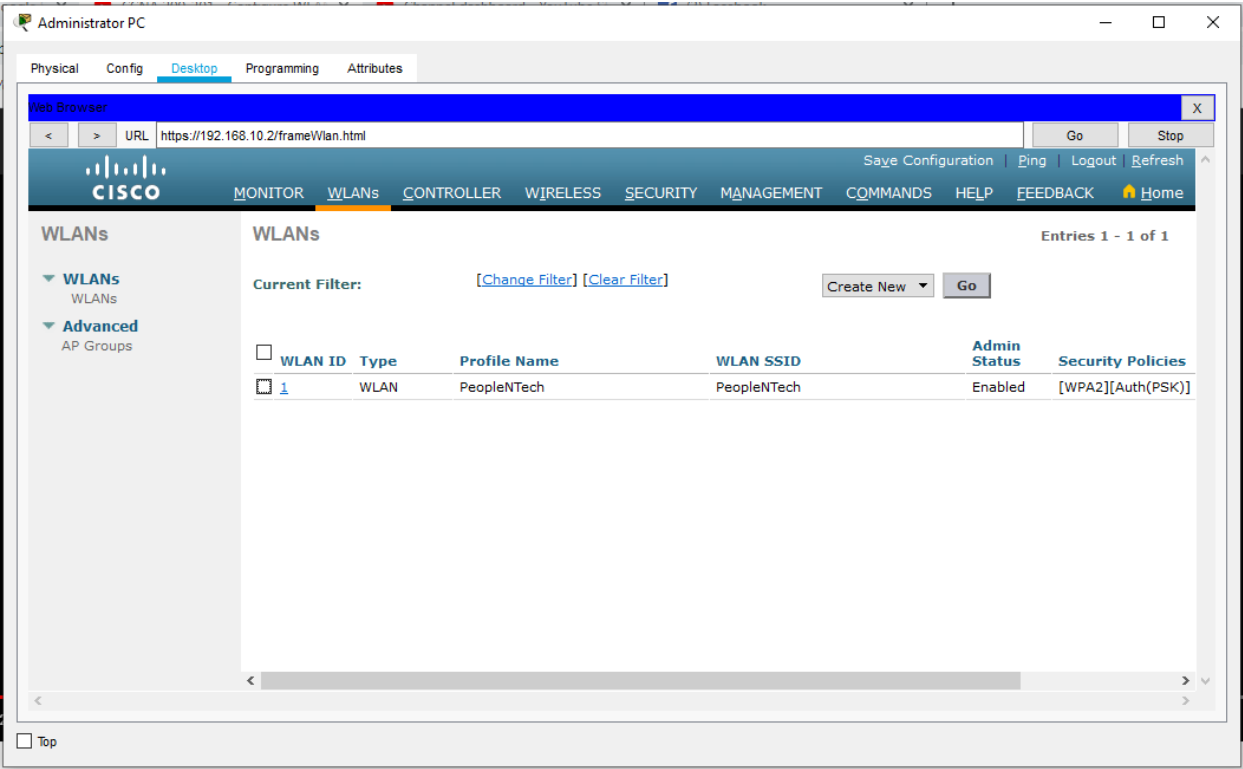 Administrator PC
Physical Config Desktop Programming Attributes
Web Browser X
< > URL https://192.168.10.2/frameWlan.html Go Stop
Save Configuration | Ping | Logout | Refresh
CISCO MONITOR WLANs CONTROLLER WIRELESS SECURITY MANAGEMENT COMMANDS HELP FEEDBACK Home
WLANs
WLANs
WLANs
Advanced
AP Groups
WLANs Entries 1 - 1 of 1
Current Filter: [Change Filter] [Clear Filter] Create New Go
WLAN ID Type Profile Name WLAN SSID Admin Status Security Policies
1 WLAN PeopleNTech PeopleNTech Enabled [WPA2][Auth(PSK)]
Top